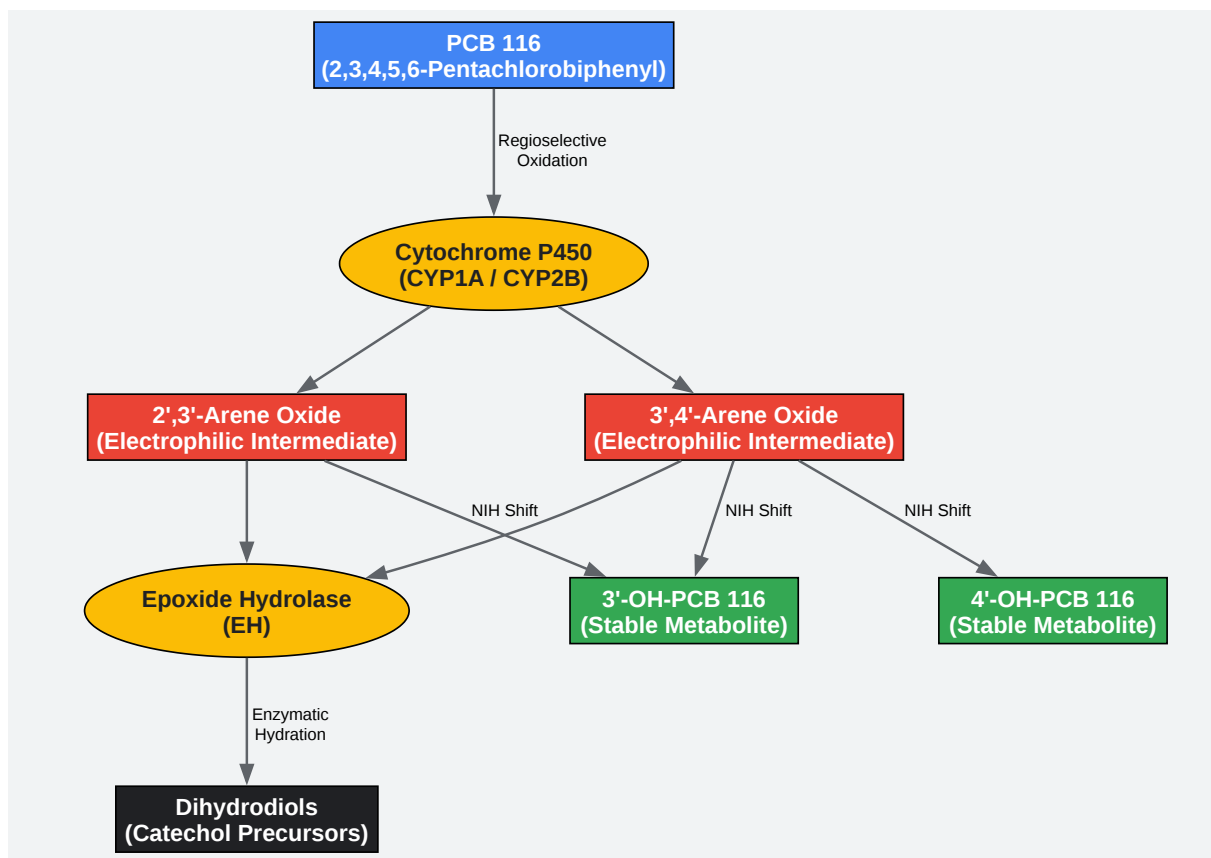 PCB 116
(2,3,4,5,6-Pentachlorobiphenyl)
Regioselective
Oxidation
Cytochrome P450
(CYP1A / CYP2B)
2',3'-Arene Oxide
(Electrophilic Intermediate)
3',4'-Arene Oxide
(Electrophilic Intermediate)
NIH Shift
NIH Shift
NIH Shift
Epoxide Hydrolase
(EH)
3'-OH-PCB 116
(Stable Metabolite)
4'-OH-PCB 116
(Stable Metabolite)
Enzymatic
Hydration
Dihydrodiols
(Catechol Precursors)